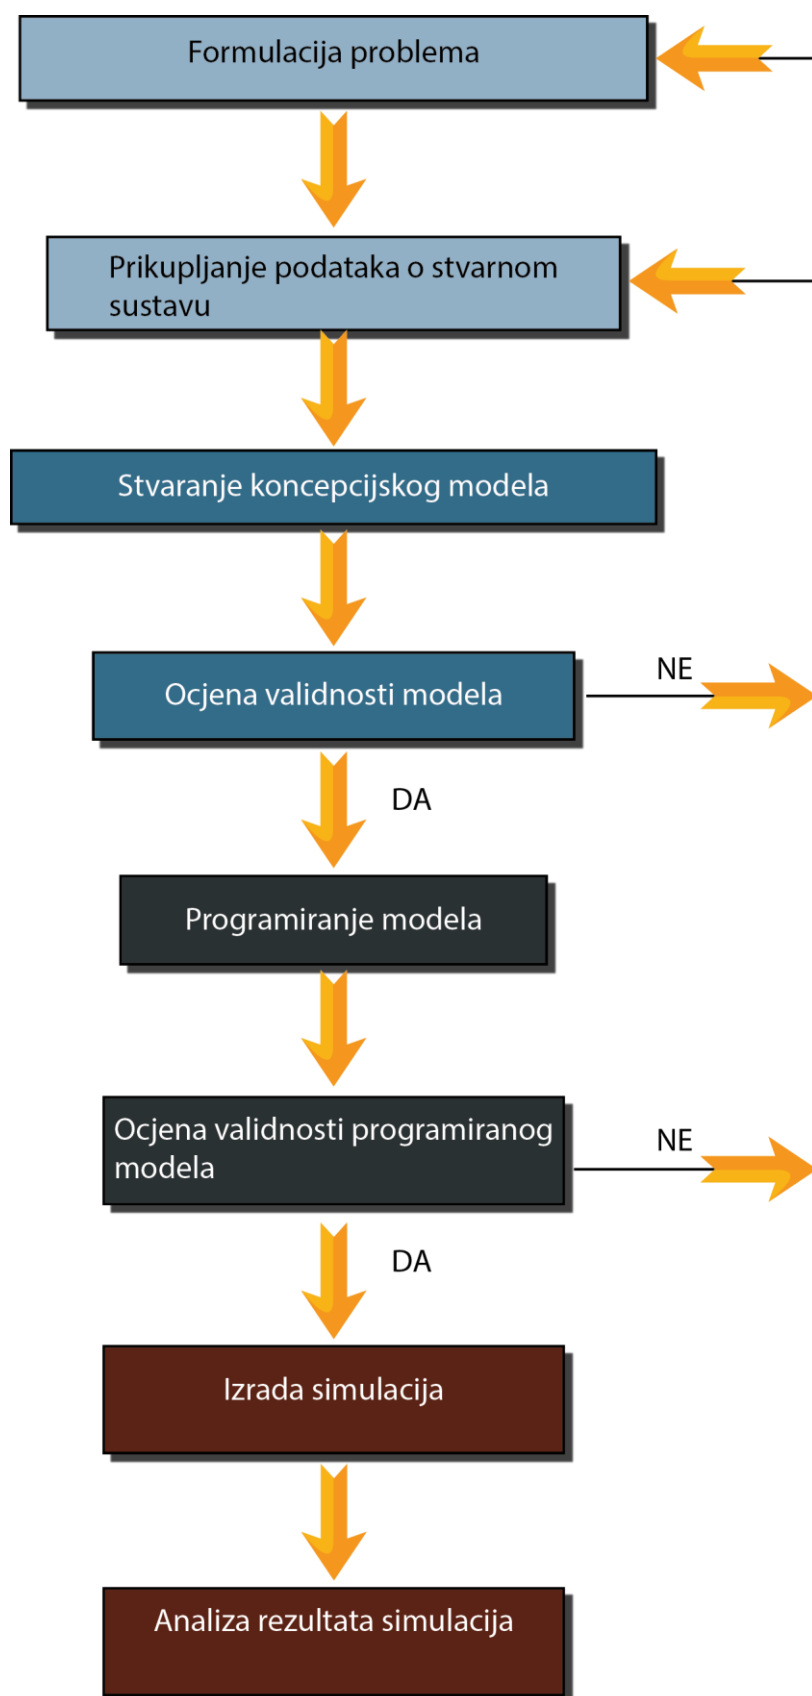 Formulacija problema
Prikupljanje podataka o stvarnom
sustavu
Stvaranje koncepcijskog modela
Ocjena validnosti modela
NE
DA
Programiranje modela
Ocjena validnosti programiranog
modela
NE
DA
Izrada simulacija
Analiza rezultata simulacija